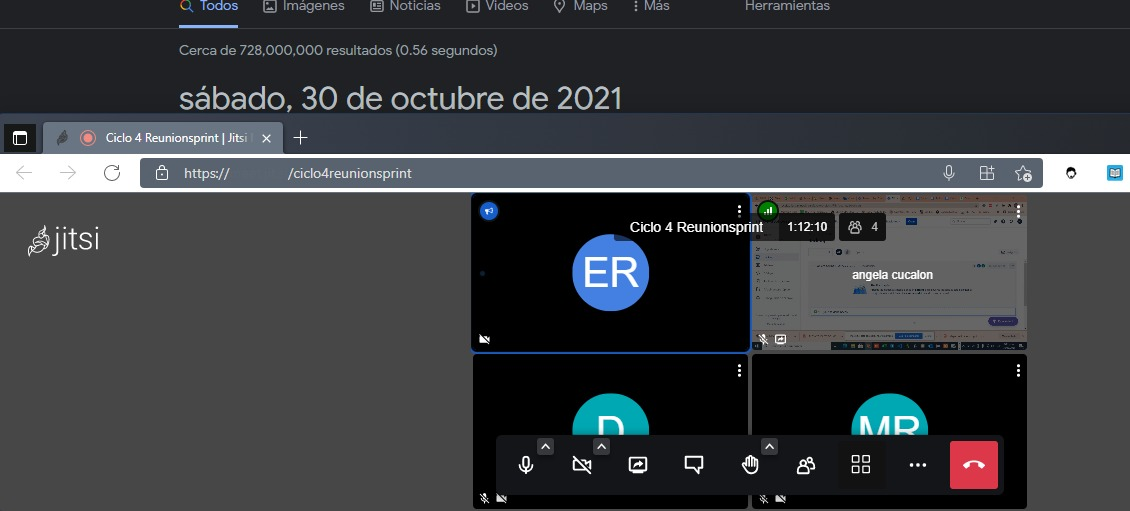 Todos Imágenes Noticias Videos Maps Más Herramientas
Cerca de 728,000,000 resultados (0.56 segundos)
sábado, 30 de octubre de 2021
Ciclo 4 Reunionsprint | Jitsi
https:// /ciclo4reunionsprint
jitsi
Ciclo 4 Reunionsprint 1:12:10 4
ER
angela cucalon
D
MR